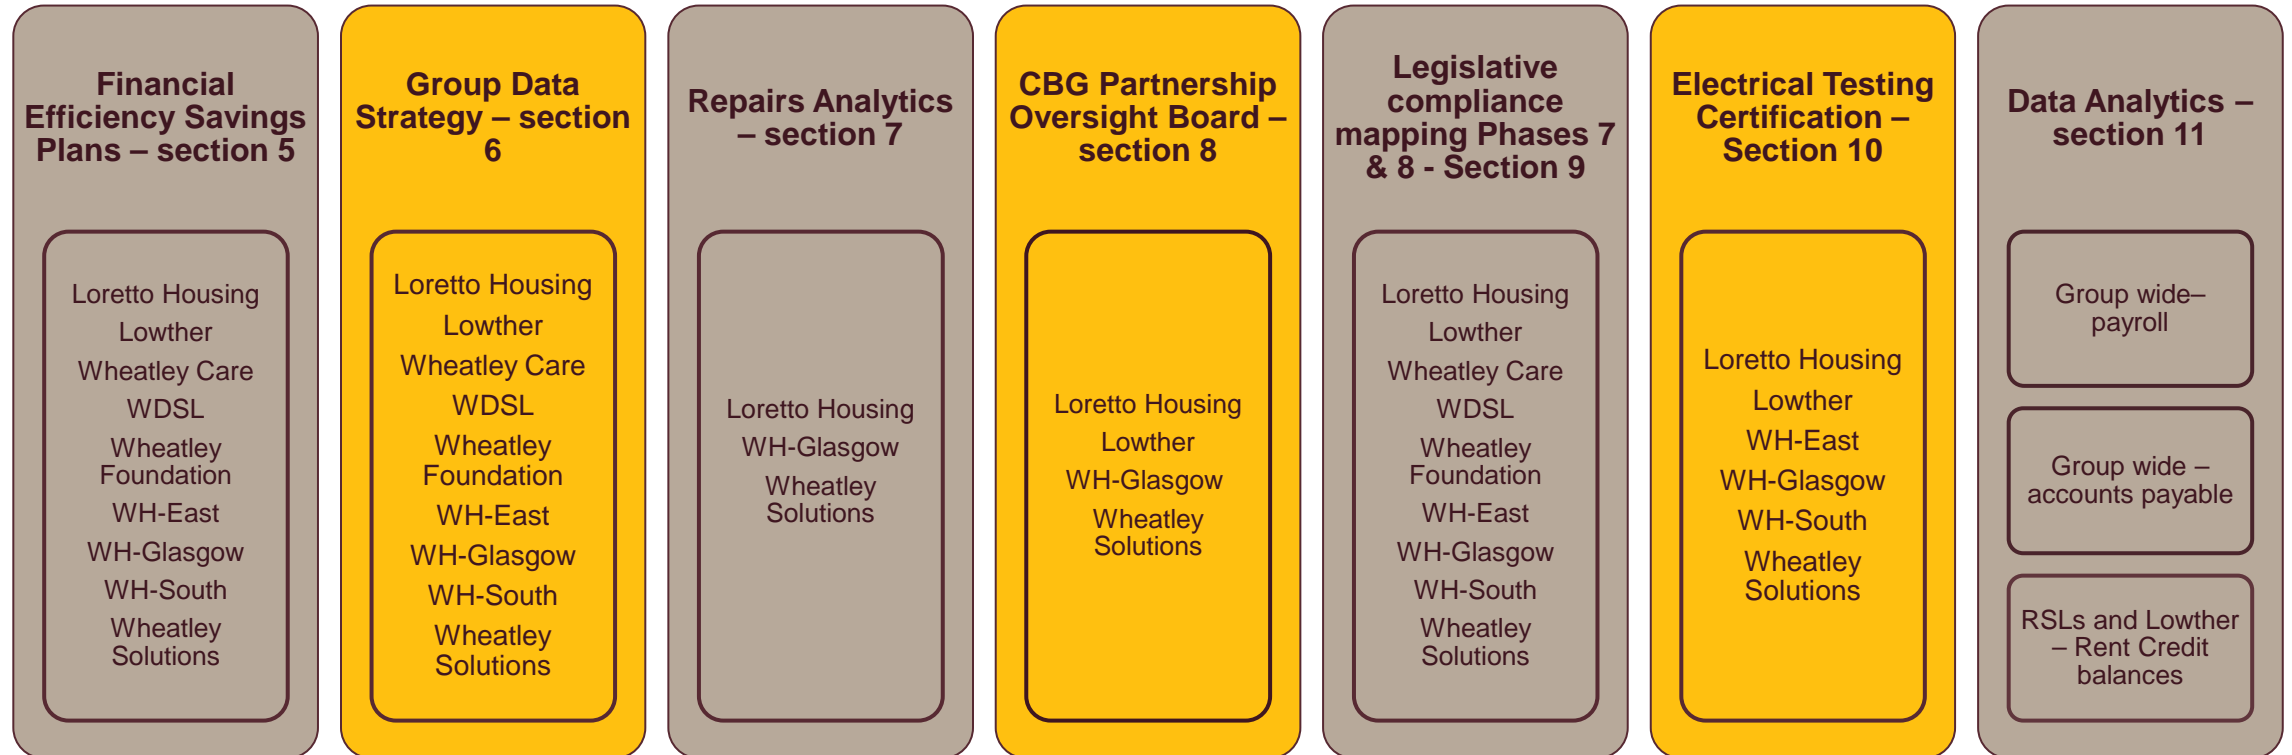 Financial
Efficiency Savings
Plans – section 5
Loretto Housing
Lowther
Wheatley Care
WDSL
Wheatley
Foundation
WH-East
WH-Glasgow
WH-South
Wheatley
Solutions
Group Data
Strategy – section
6
Loretto Housing
Lowther
Wheatley Care
WDSL
Wheatley
Foundation
WH-East
WH-Glasgow
WH-South
Wheatley
Solutions
Repairs Analytics
– section 7
Loretto Housing
WH-Glasgow
Wheatley
Solutions
CBG Partnership
Oversight Board –
section 8
Loretto Housing
Lowther
WH-Glasgow
Wheatley
Solutions
Legislative
compliance
mapping Phases 7
& 8 - Section 9
Loretto Housing
Lowther
Wheatley Care
WDSL
Wheatley
Foundation
WH-East
WH-Glasgow
WH-South
Wheatley
Solutions
Electrical Testing
Certification –
Section 10
Loretto Housing
Lowther
WH-East
WH-Glasgow
WH-South
Wheatley
Solutions
Data Analytics –
section 11
Group wide–
payroll
Group wide –
accounts payable
RSLs and Lowther
– Rent Credit
balances